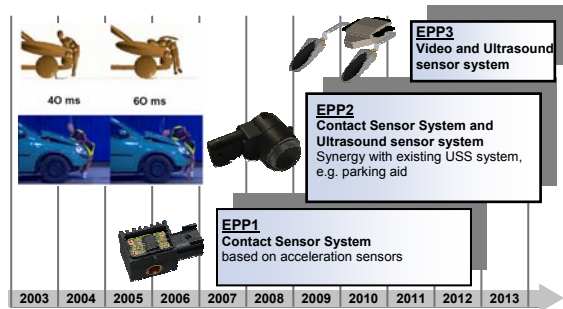 EPP3
Video and Ultrasound
sensor system
40 ms
60 ms
EPP2
Contact Sensor System and
Ultrasound sensor system
Synergy with existing USS system,
e.g. parking aid
EPP1
Contact Sensor System
based on acceleration sensors
2003 2004 2005 2006 2007 2008 2009 2010 2011 2012 2013